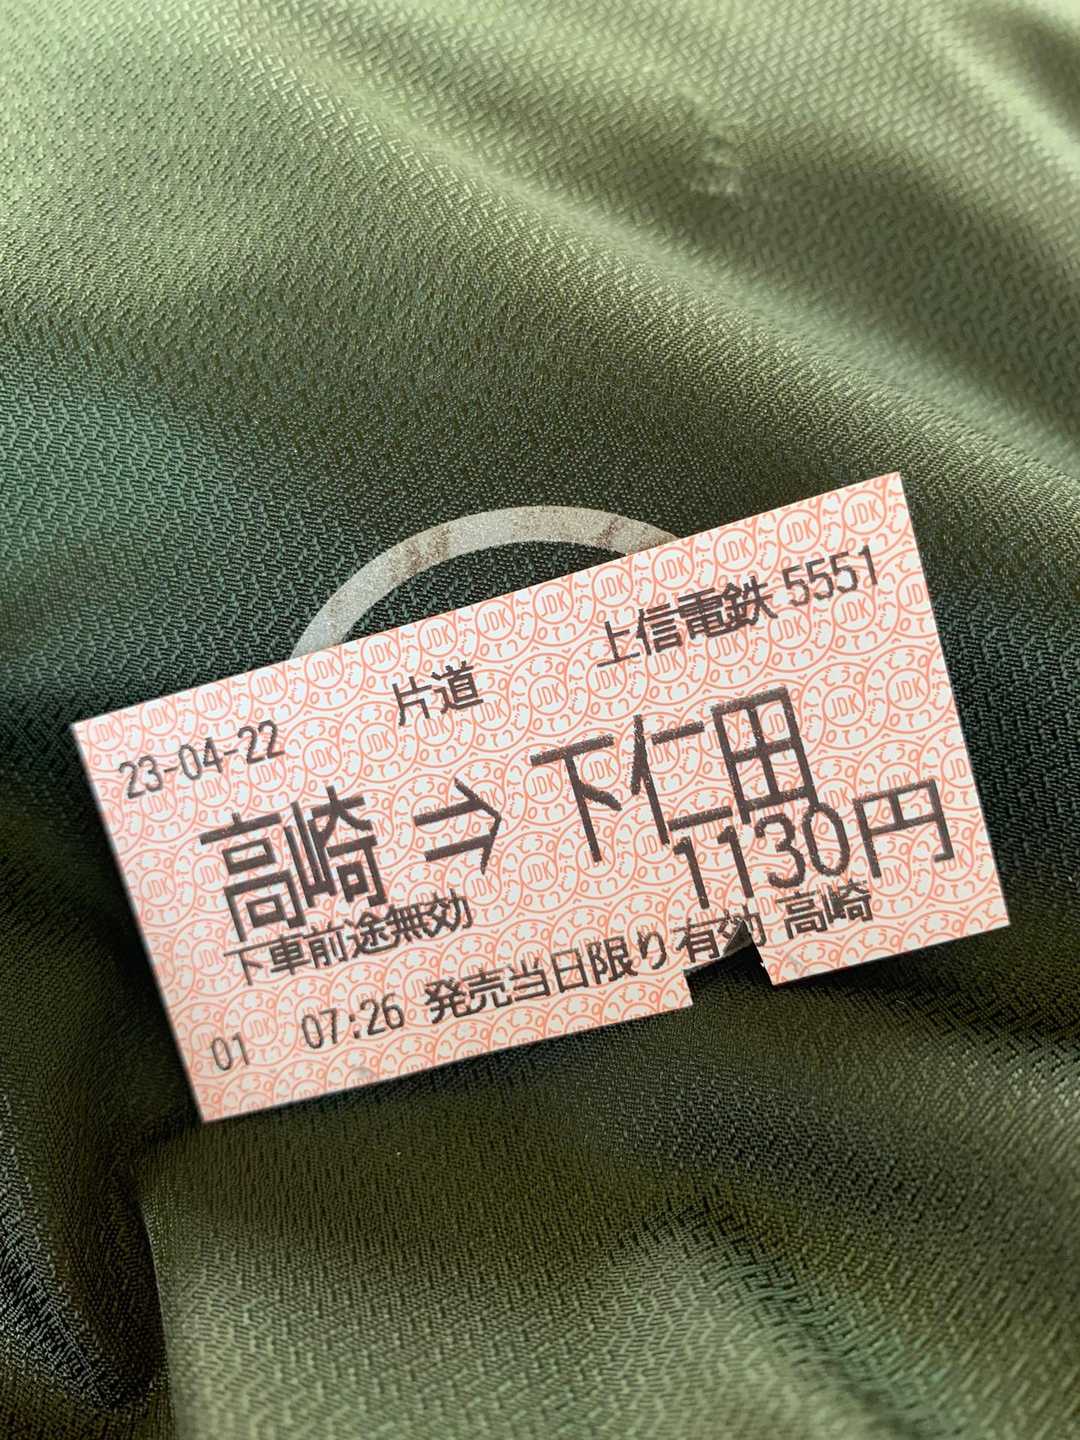 片道 上信電鉄 5551
23-04-22
高崎→下仁田
1130円
下車前途無効
01 07:26 発売当日限り有効 高崎